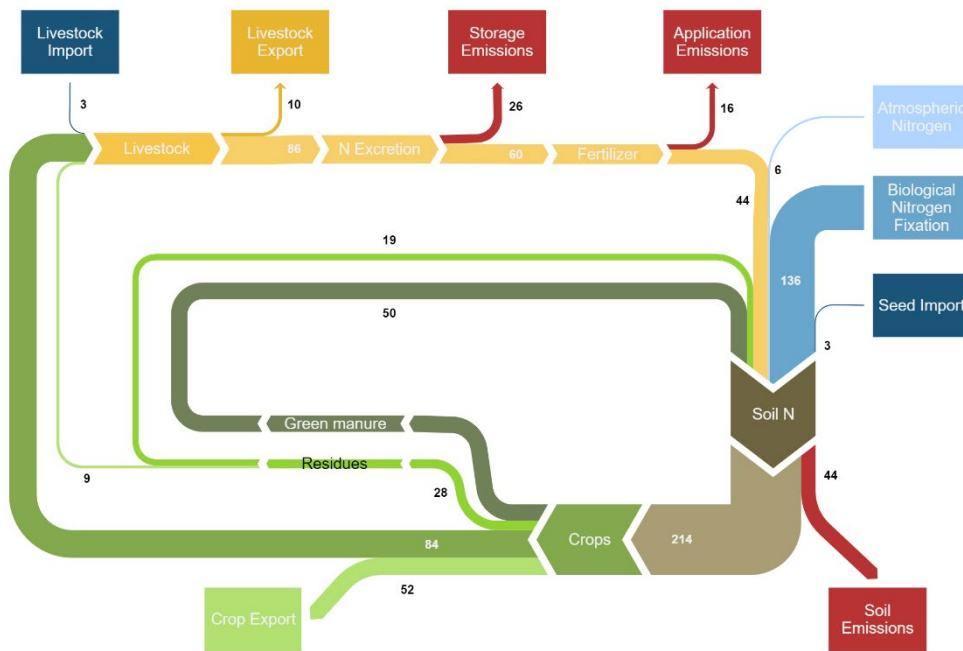 Livestock
Import
Livestock
Export
Storage
Emissions
Application
Emissions
3
10
26
16
Atmospheric
Nitrogen
Livestock
86
N Excretion
60
Fertilizer
6
44
Biological
Nitrogen
Fixation
19
136
Seed Import
50
3
Green manure
Soil N
Residues
9
28
44
84
Crops
214
52
Crop Export
Soil
Emissions